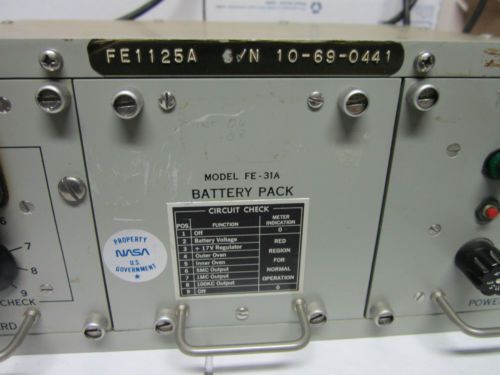 FE1125A S/N 10-69-0441
MODEL FE-31A
BATTERY PACK
CIRCUIT CHECK
POS. FUNCTION METER INDICATION
1 Off 0
2 Battery Voltage RED
3 +17V Regulator REGION
4 Outer Oven FOR
5 Inner Oven NORMAL
6 5MC Output OPERATION
7 1MC Output
8 100KC Output
9 Off 0
PROPERTY
NASA
U.S.
GOVERNMENT
6
7
8
9
CHECK
POWE